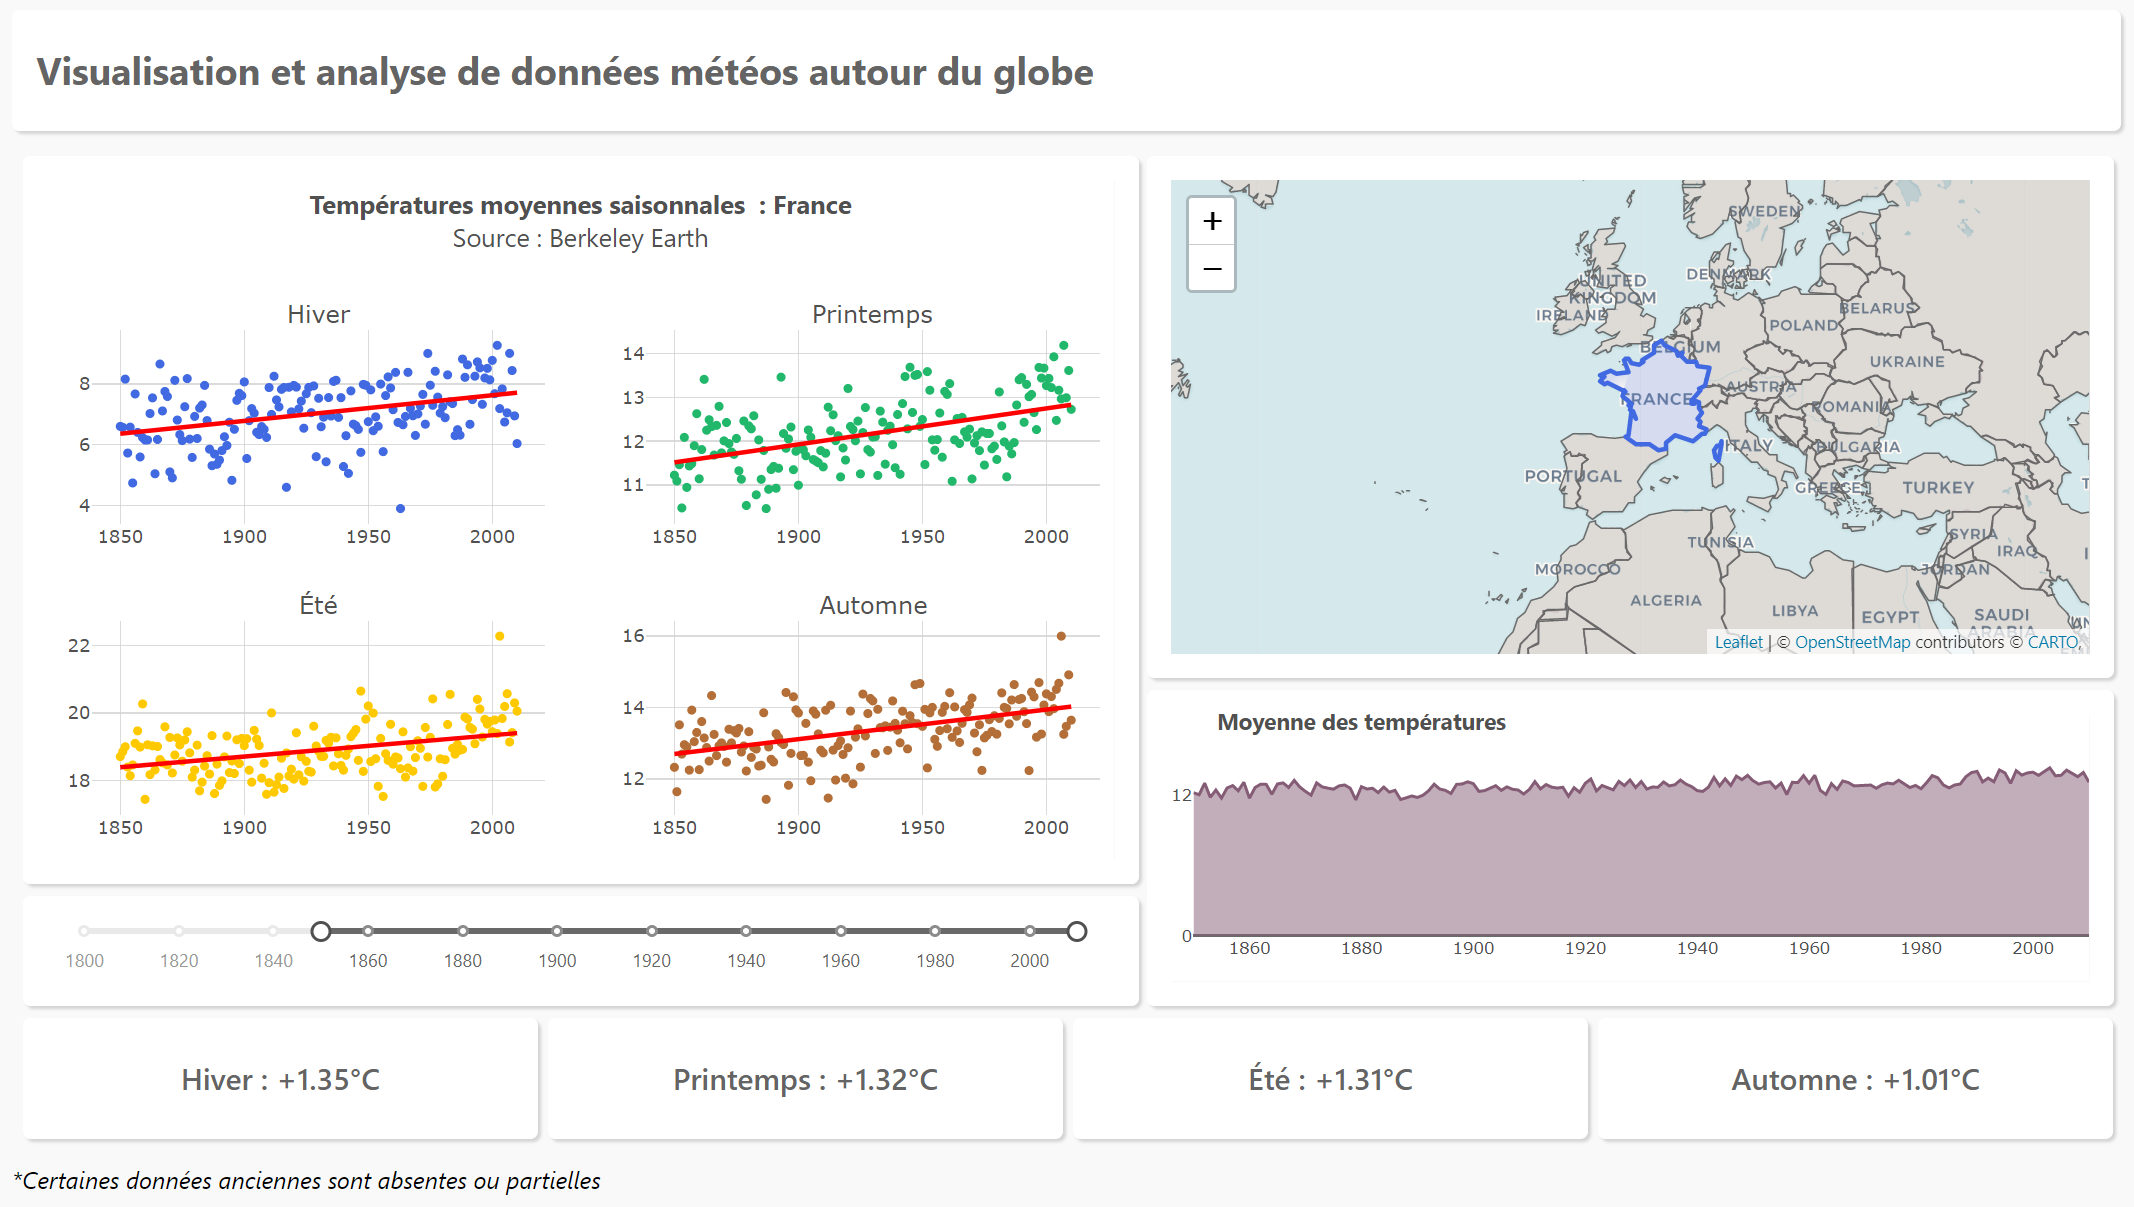 Visualisation et analyse de données météos autour du globe
Températures moyennes saisonnales : France
Source : Berkeley Earth
Hiver
8
6
4
1850 1900 1950 2000
Printemps
14
13
12
11
1850 1900 1950 2000
Été
22
20
18
1850 1900 1950 2000
Automne
16
14
12
1850 1900 1950 2000
1800 1820 1840 1860 1880 1900 1920 1940 1960 1980 2000
+
−
SWEDEN
DENMARK
UNITED
KINGDOM
IRELAND
BELARUS
POLAND
BELGIUM
UKRAINE
AUSTRIA
FRANCE
ROMANIA
ITALY
BULGARIA
PORTUGAL
GREECE
TURKEY
SYRIA
TUNISIA
IRAQ
MOROCCO
JORDAN
ALGERIA
LIBYA
EGYPT
SAUDI
ARABIA
Leaflet | © OpenStreetMap contributors © CARTO,
Moyenne des températures
12
0
1860 1880 1900 1920 1940 1960 1980 2000
Hiver : +1.35°C
Printemps : +1.32°C
Été : +1.31°C
Automne : +1.01°C
*Certaines données anciennes sont absentes ou partielles